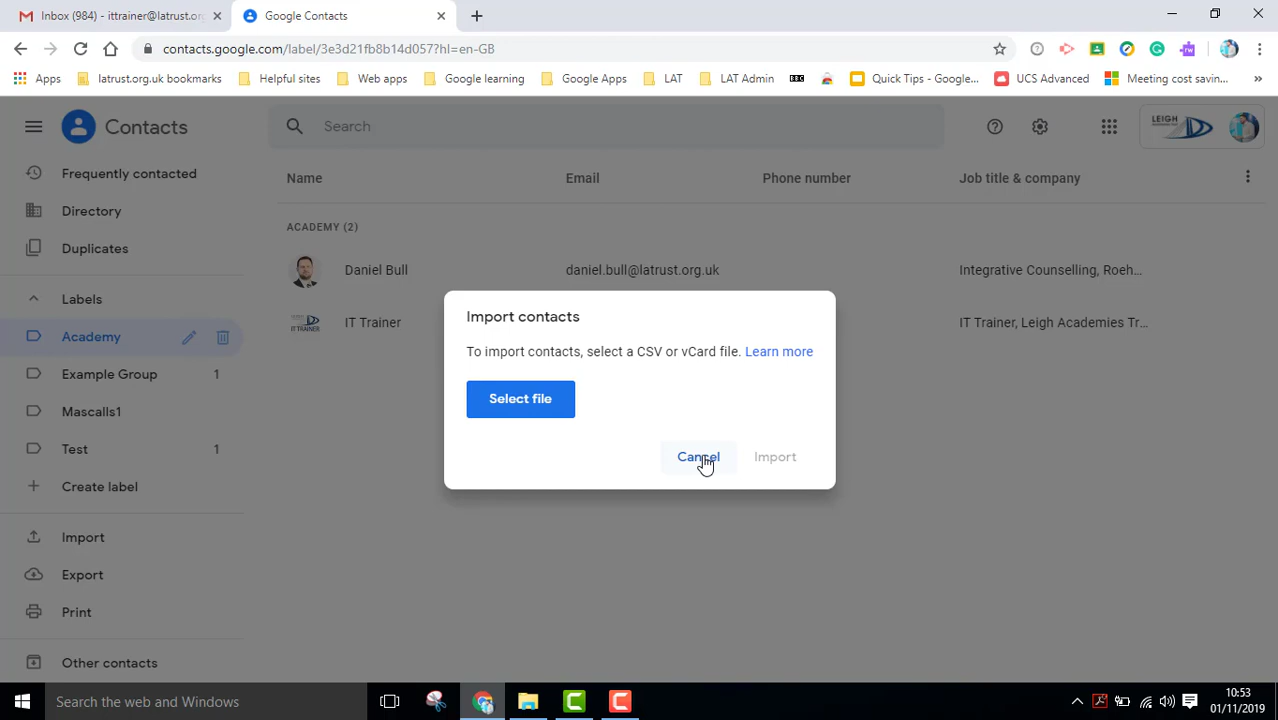 Inbox (984) - ittrainer@latrust.org
Google Contacts
contacts.google.com/label/3e3d21fb8b14d057?hl=en-GB
Apps
latrust.org.uk bookmarks
Helpful sites
Web apps
Google learning
Google Apps
LAT
LAT Admin
BBC
Quick Tips - Google...
UCS Advanced
Meeting cost savin...
Contacts
Search
LEIGH
Frequently contacted
Name
Email
Phone number
Job title & company
Directory
ACADEMY (2)
Duplicates
Daniel Bull
daniel.bull@latrust.org.uk
Integrative Counselling, Roeh...
Labels
IT TRAINER
IT Trainer
IT Trainer, Leigh Academies Tr...
Academy
Example Group 1
Mascalls1
Test 1
Create label
Import contacts
To import contacts, select a CSV or vCard file. Learn more
Select file
Cancel
Import
Import
Export
Print
Other contacts
Search the web and Windows
10:53
01/11/2019